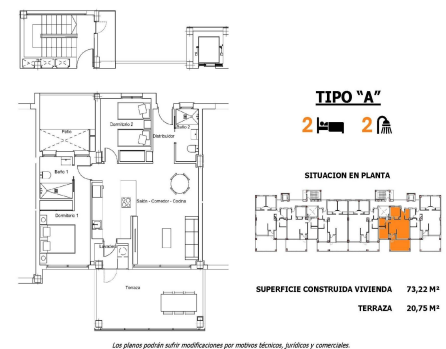 TIPO “A”
2
2
Dormitorio 2
Distribuidor
Baño 2
Patio
Baño 1
Salón - Comedor - Cocina
Dormitorio 1
Lavadero
Terraza
SITUACION EN PLANTA
SUPERFICIE CONSTRUIDA VIVIENDA 73,22 M²
TERRAZA 20,75 M²
Los planos podrán sufrir modificaciones por motivos técnicos, jurídicos y comerciales.